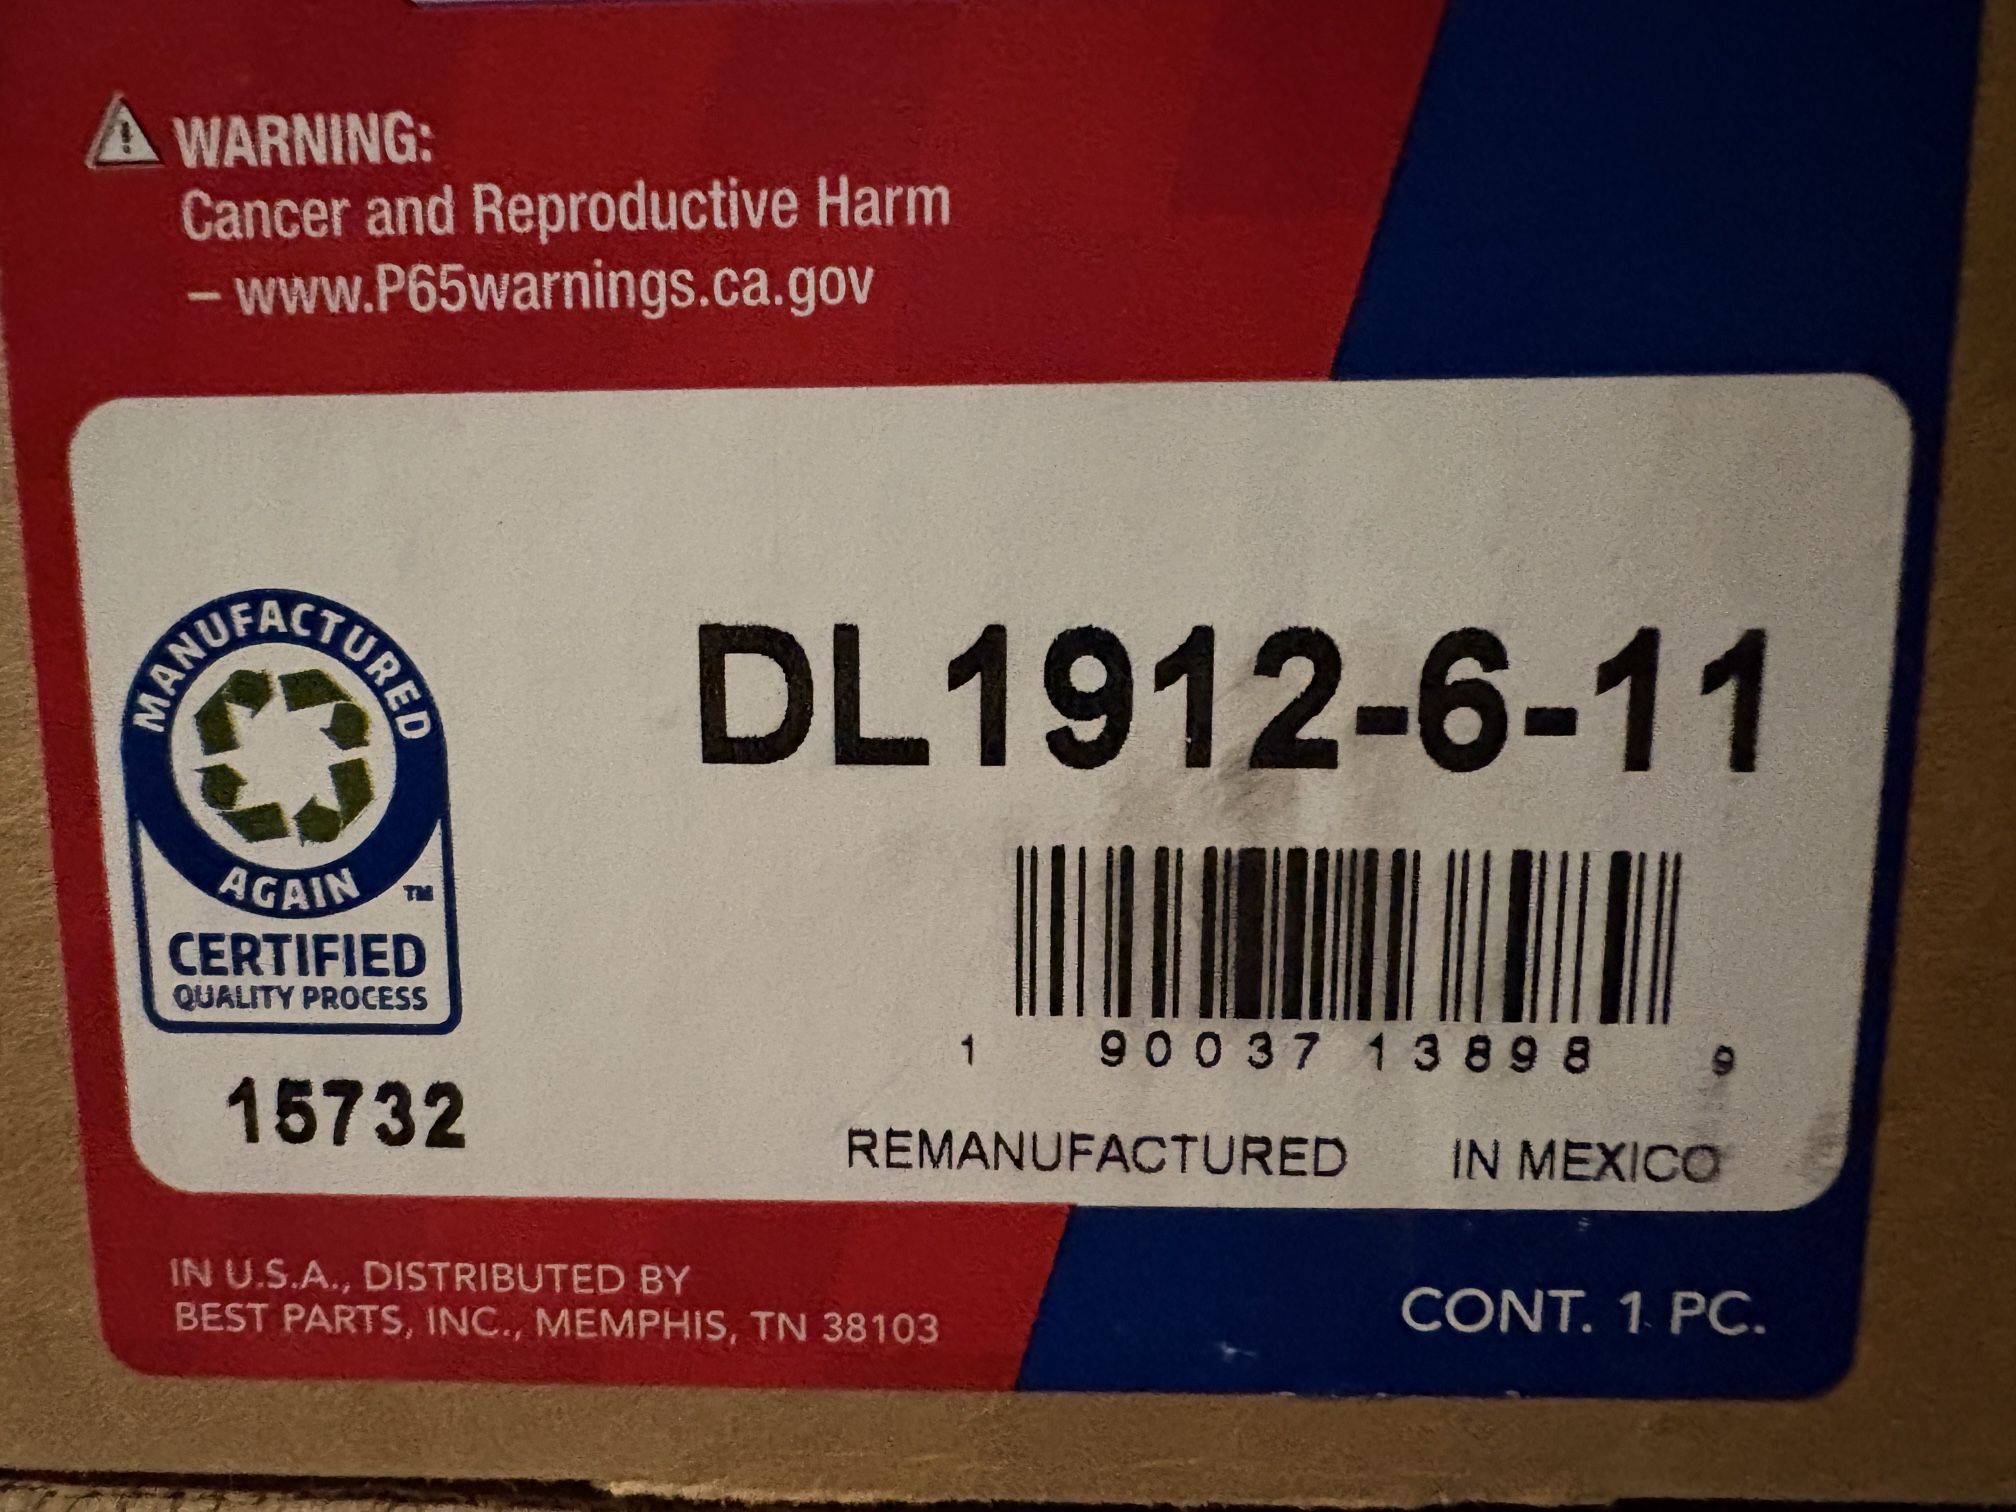 WARNING:
Cancer and Reproductive Harm
– www.P65warnings.ca.gov
MANUFACTURED
AGAIN
TM
CERTIFIED
QUALITY PROCESS
15732
DL1912-6-11
1 90037 13898 9
REMANUFACTURED IN MEXICO
IN U.S.A., DISTRIBUTED BY
BEST PARTS, INC., MEMPHIS, TN 38103
CONT. 1 PC.